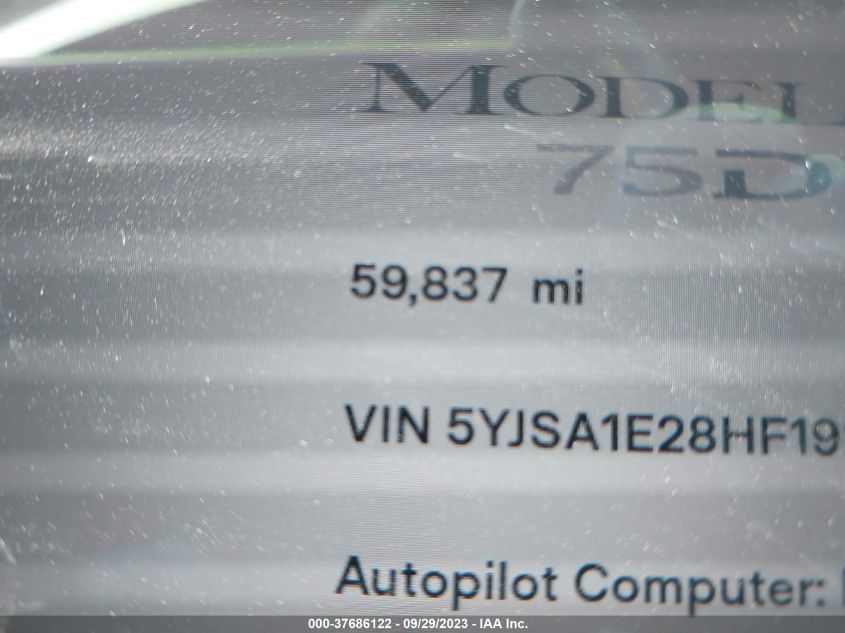 MODEL
75D
59,837 mi
VIN 5YJSA1E28HF19
Autopilot Computer:
000-37686122 - 09/29/2023 - IAA Inc.